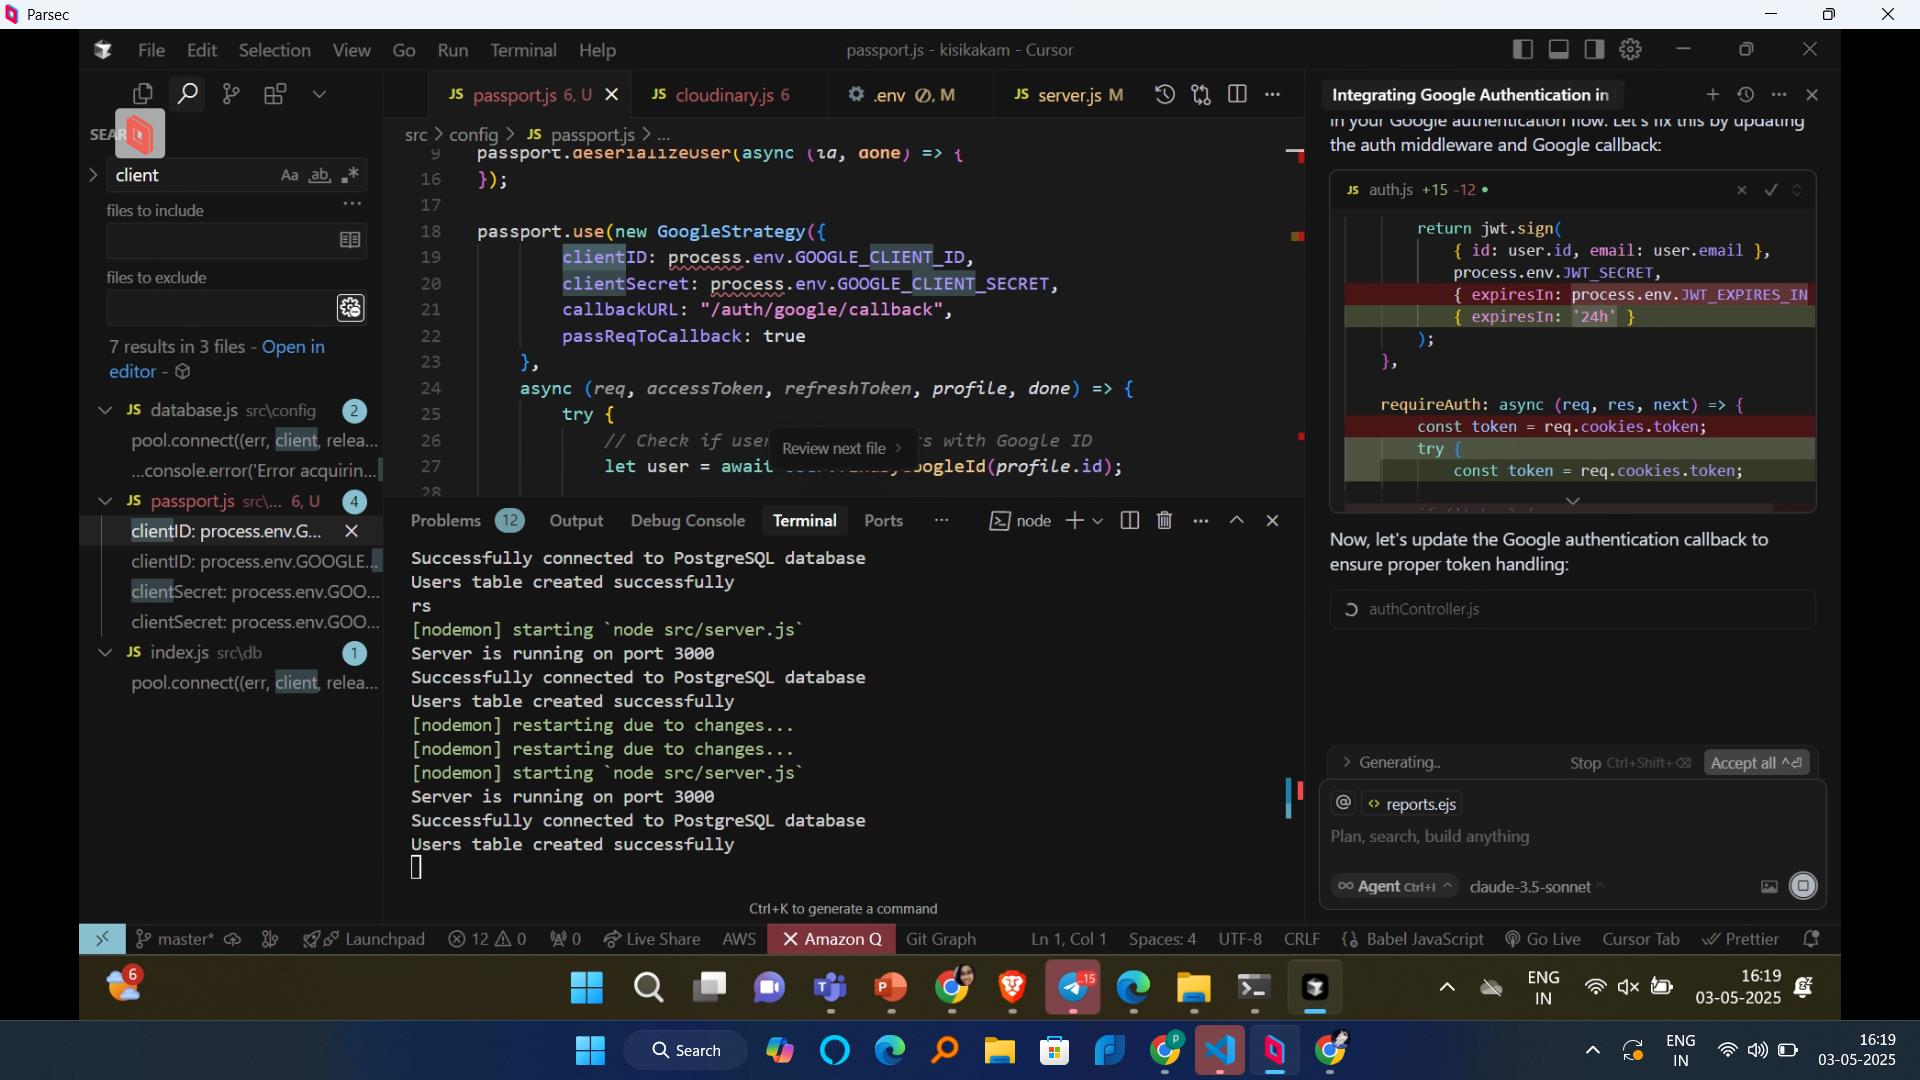 Parsec
File Edit Selection View Go Run Terminal Help
passport.js - kisikakam - Cursor
JS passport.js 6, U
JS cloudinary.js 6
.env M
JS server.js M
SEAR
client
Aa ab
files to include
files to exclude
7 results in 3 files - Open in
editor -
JS database.js src\config 2
pool.connect((err, client, relea...
...console.error('Error acquirin...
JS passport.js src\... 6, U 4
clientID: process.env.G...
clientID: process.env.GOOGLE...
clientSecret: process.env.GOO...
clientSecret: process.env.GOO...
JS index.js src\db 1
pool.connect((err, client, relea...
src > config > JS passport.js > ...
9 passport.deserializeUser(async (id, done) => {
16 });
17
18 passport.use(new GoogleStrategy({
19 clientID: process.env.GOOGLE_CLIENT_ID,
20 clientSecret: process.env.GOOGLE_CLIENT_SECRET,
21 callbackURL: "/auth/google/callback",
22 passReqToCallback: true
23 },
24 async (req, accessToken, refreshToken, profile, done) => {
25 try {
26 // Check if user with Google ID
27 let user = await (profile.id);
28
Review next file >
Problems 12 Output Debug Console Terminal Ports ... node
Successfully connected to PostgreSQL database
Users table created successfully
rs
[nodemon] starting `node src/server.js`
Server is running on port 3000
Successfully connected to PostgreSQL database
Users table created successfully
[nodemon] restarting due to changes...
[nodemon] restarting due to changes...
[nodemon] starting `node src/server.js`
Server is running on port 3000
Successfully connected to PostgreSQL database
Users table created successfully
Ctrl+K to generate a command
Integrating Google Authentication in
in your Google authentication flow. Let's fix this by updating
the auth middleware and Google callback:
JS auth.js +15 -12
return jwt.sign(
{ id: user.id, email: user.email },
process.env.JWT_SECRET,
{ expiresIn: process.env.JWT_EXPIRES_IN
{ expiresIn: '24h' }
);
},
requireAuth: async (req, res, next) => {
const token = req.cookies.token;
try {
const token = req.cookies.token;
Now, let's update the Google authentication callback to
ensure proper token handling:
authController.js
> Generating.. Stop Ctrl+Shift+⌫ Accept all ^⏎
@ <> reports.ejs
Plan, search, build anything
∞ Agent Ctrl+I ^ claude-3.5-sonnet ^
master* Launchpad 12 0 0 Live Share AWS Amazon Q Git Graph Ln 1, Col 1 Spaces: 4 UTF-8 CRLF {} Babel JavaScript Go Live Cursor Tab Prettier
6
15
ENG
IN
16:19
03-05-2025
Search
P
ENG
IN
16:19
03-05-2025